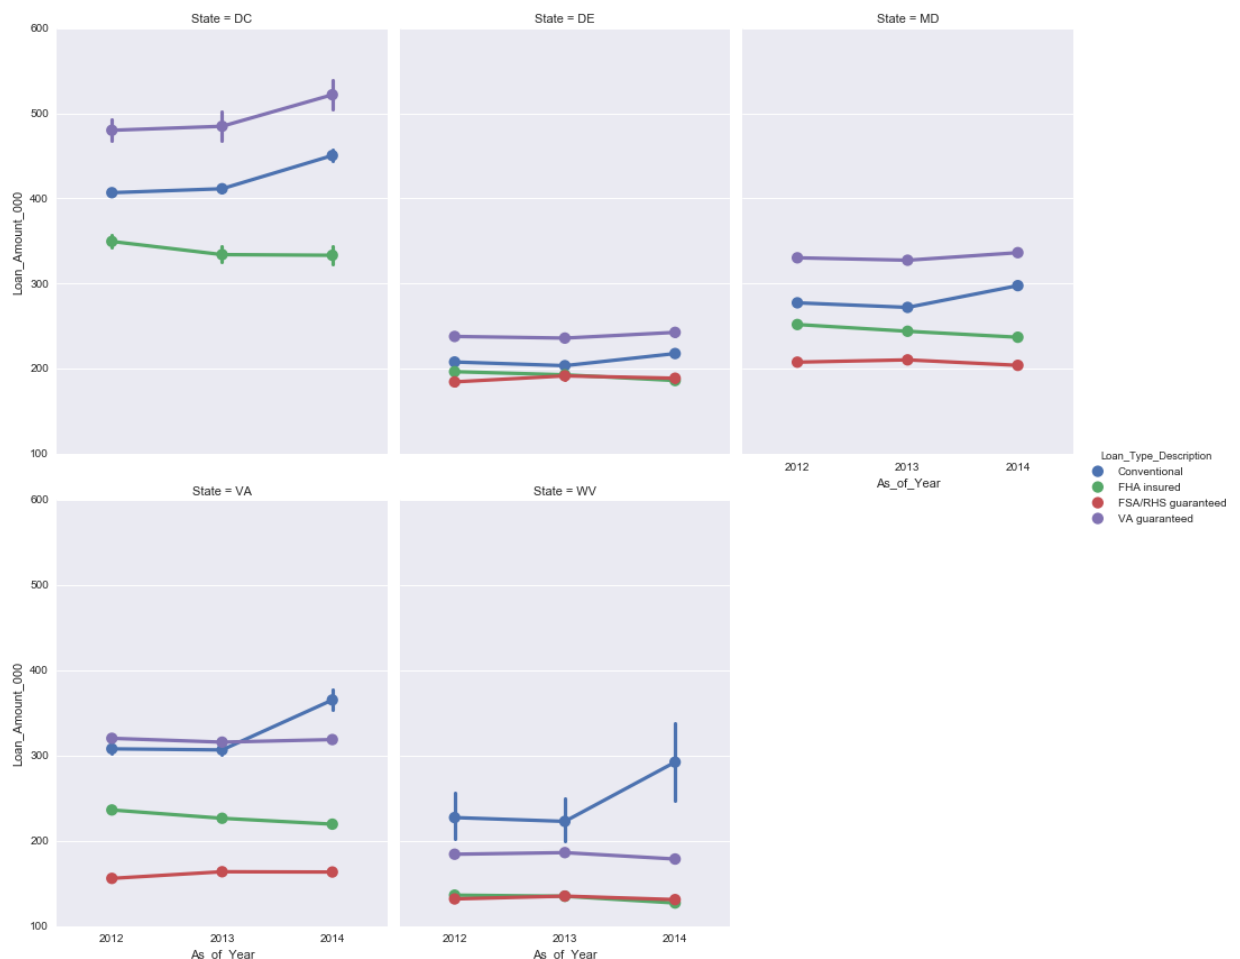 State = DC
State = DE
State = MD
600
500
400
300
200
100
Loan_Amount_000
2012
2013
2014
As_of_Year
Loan_Type_Description
Conventional
FHA insured
FSA/RHS guaranteed
VA guaranteed
State = VA
State = WV
600
500
400
300
200
100
Loan_Amount_000
2012
2013
2014
As_of_Year
2012
2013
2014
As_of_Year